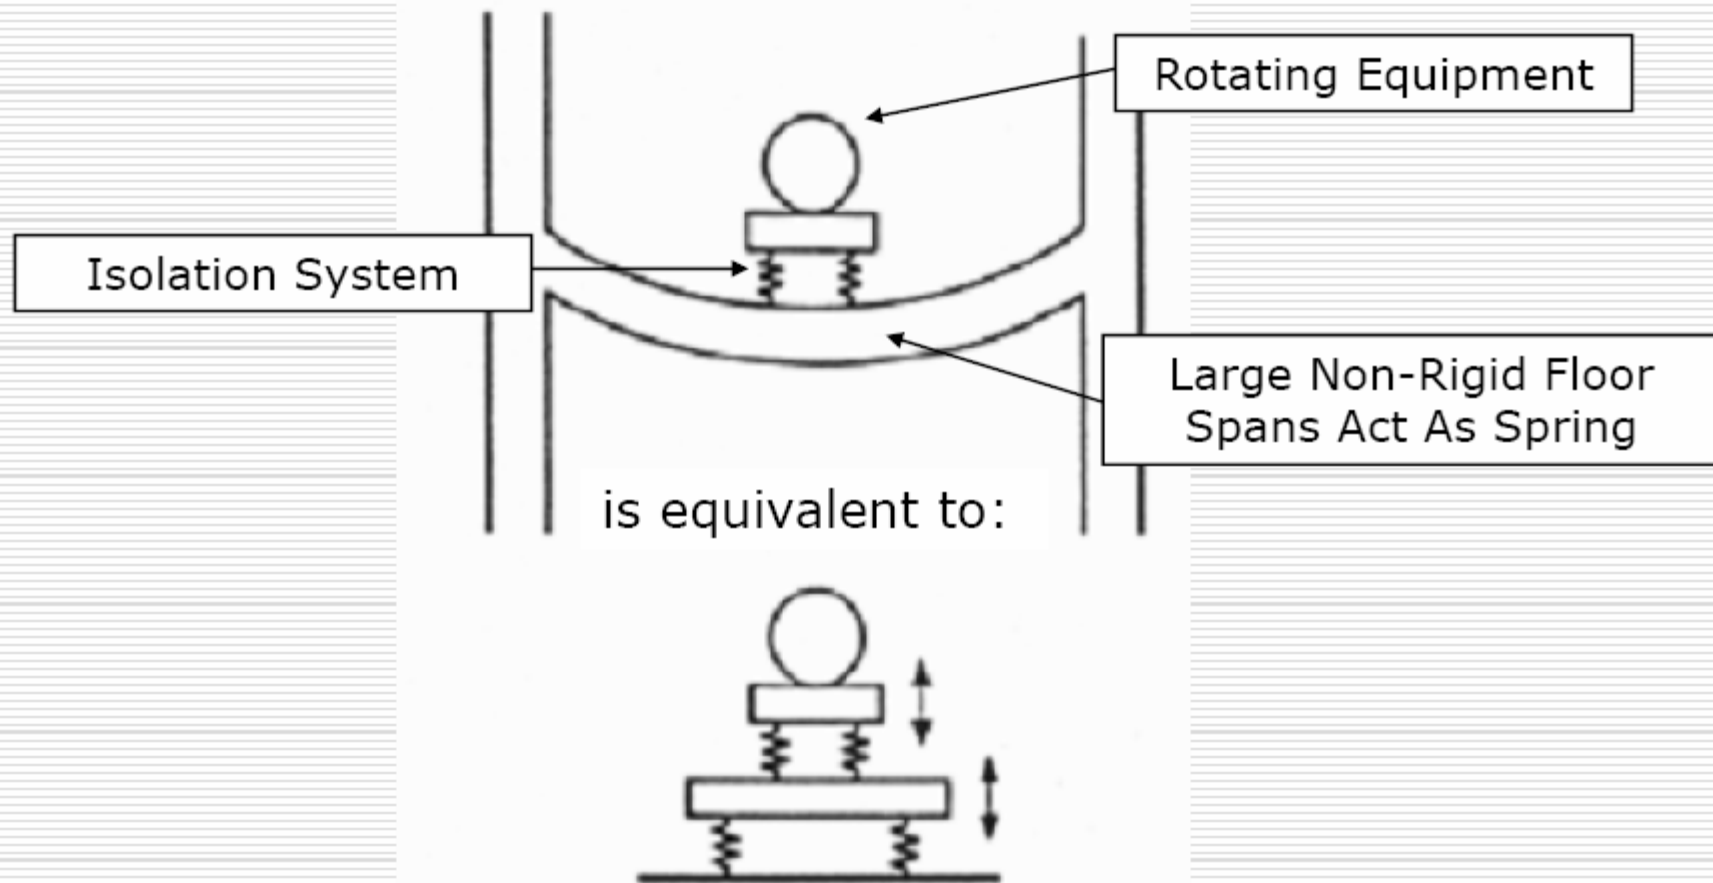 Rotating Equipment
Isolation System
Large Non-Rigid Floor
Spans Act As Spring
is equivalent to: